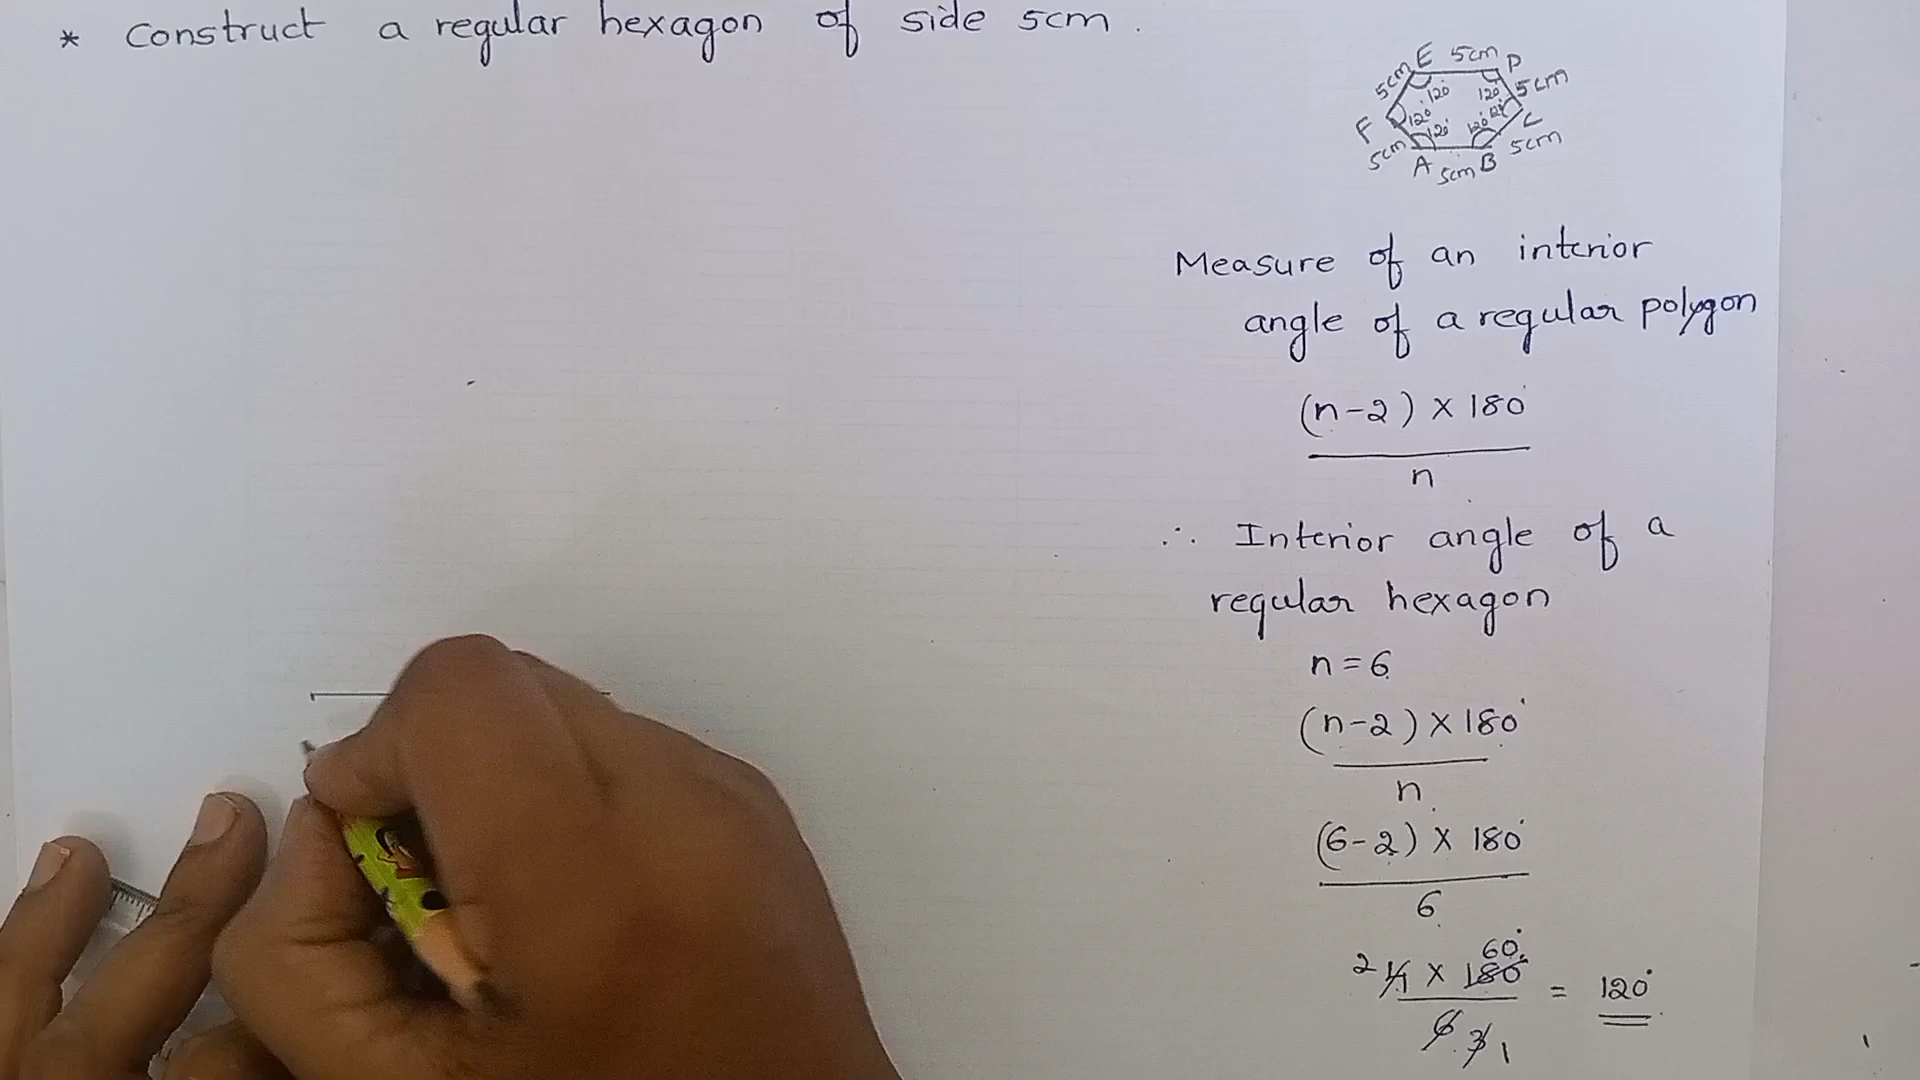 * Construct a regular hexagon of side 5cm.
E 5cm D
5cm 120° 120° 5cm
F 120° 120° 120° 120° C
5cm A 5cm B 5cm
Measure of an interior
angle of a regular polygon
(n-2) × 180°
n
∴ Interior angle of a
regular hexagon
n = 6
(n-2) × 180°
n
(6-2) × 180°
6
2 4 × 180 60° = 120°
6 3 1